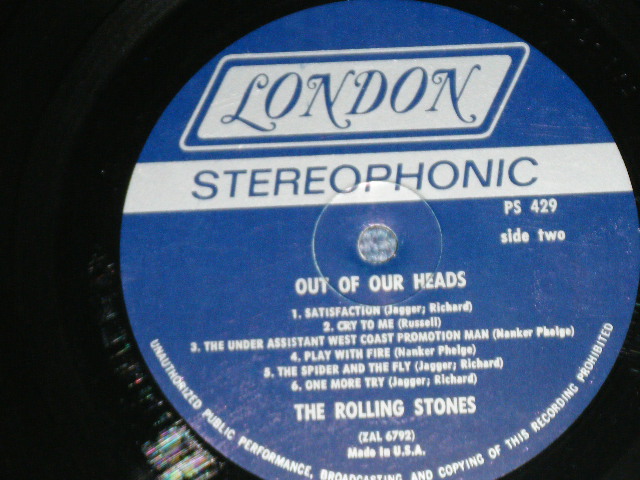 LONDON
STEREOPHONIC
PS 429
side two
OUT OF OUR HEADS
1. SATISFACTION (Jagger; Richard)
2. CRY TO ME (Russell)
3. THE UNDER ASSISTANT WEST COAST PROMOTION MAN (Nanker Phelge)
4. PLAY WITH FIRE (Nanker Phelge)
5. THE SPIDER AND THE FLY (Jagger; Richard)
6. ONE MORE TRY (Jagger; Richard)
THE ROLLING STONES
(ZAL 6792)
Made in U.S.A.
UNAUTHORIZED PUBLIC PERFORMANCE, BROADCASTING AND COPYING OF THIS RECORDING PROHIBITED